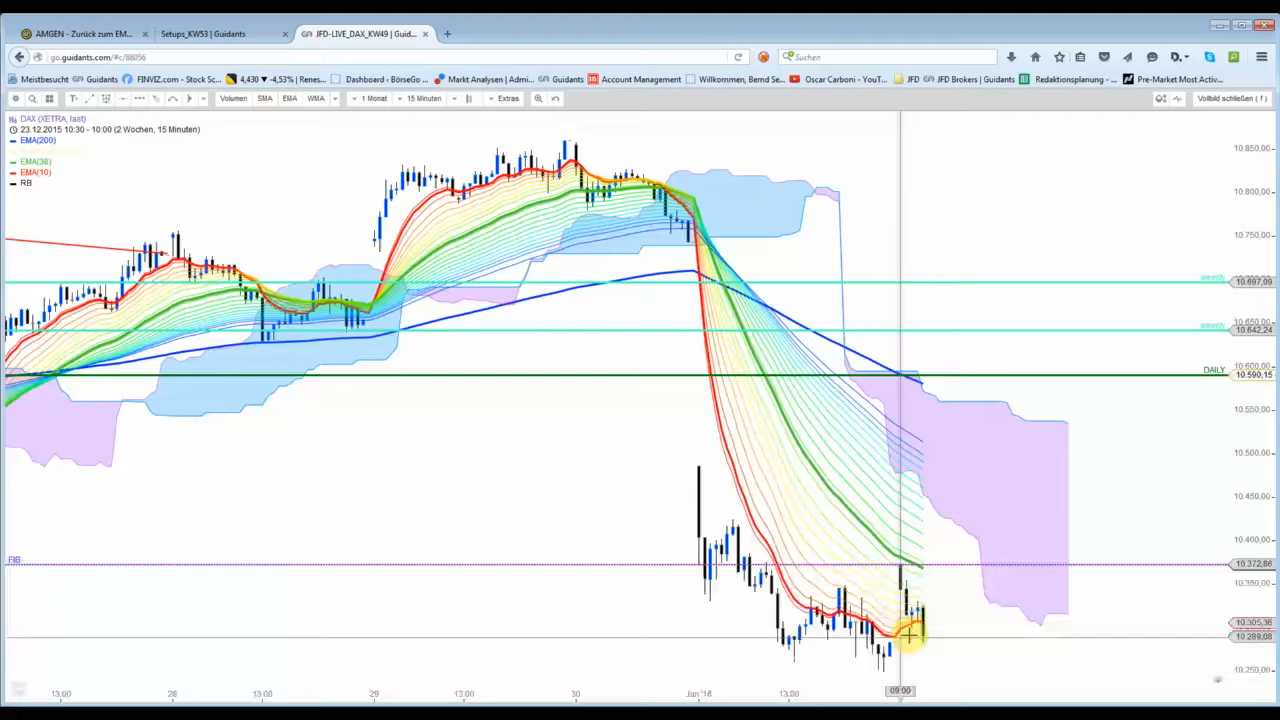 AMGEN - Zurück zum EM... × Setups_KW53 | Guidants × JFD-LIVE_DAX_KW49 | Guid... × +
go.guidants.com/#c/88056 Suchen
Meistbesucht Guidants FINVIZ.com - Stock Sc... 4,430 ▼ -4,53% | Renes... Dashboard ‹ BörseGo ... Markt Analysen | Admi... Guidants Account Management Willkommen, Bernd Se... Oscar Carboni - YouT... JFD JFD Brokers | Guidants Redaktionsplanung -... Pre-Market Most Activ...
Volumen SMA EMA WMA 1 Monat 15 Minuten Extras Vollbild schließen ( f )
DAX (XETRA, last)
23.12.2015 10:30 - 10:00 (2 Wochen, 15 Minuten)
EMA(200)
EMA(38)
EMA(10)
RB
10.850,00
10.800,00
10.750,00
weekly 10.697,09
10.650,00
weekly 10.642,24
10.600,00
DAILY 10.590,15
10.550,00
10.500,00
10.450,00
10.400,00
FIB 10.372,86
10.350,00
10.305,36
10.289,08
10.250,00
13:00 28 13:00 29 13:00 30 Jan '16 13:00 09:00